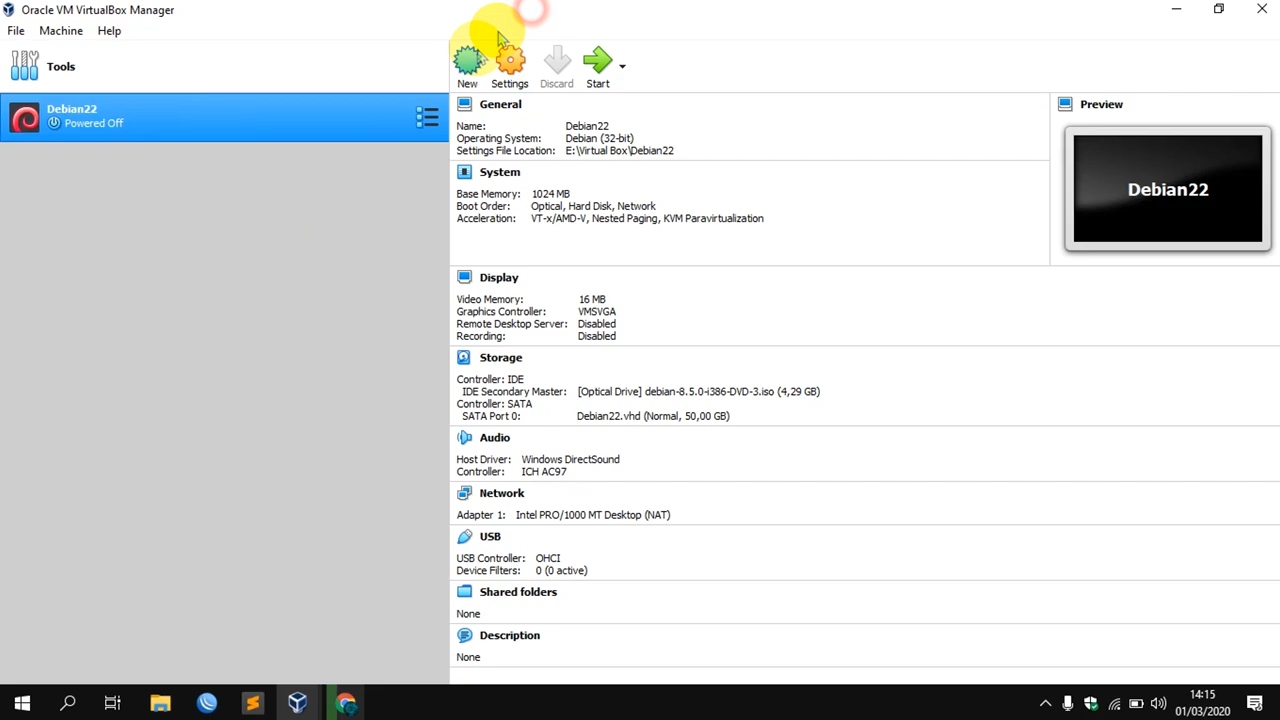 Oracle VM VirtualBox Manager
File Machine Help
Tools
New Settings Discard Start
Debian22
Powered Off
General
Name: Debian22
Operating System: Debian (32-bit)
Settings File Location: E:\Virtual Box\Debian22
System
Base Memory: 1024 MB
Boot Order: Optical, Hard Disk, Network
Acceleration: VT-x/AMD-V, Nested Paging, KVM Paravirtualization
Preview
Debian22
Display
Video Memory: 16 MB
Graphics Controller: VMSVGA
Remote Desktop Server: Disabled
Recording: Disabled
Storage
Controller: IDE
IDE Secondary Master: [Optical Drive] debian-8.5.0-i386-DVD-3.iso (4,29 GB)
Controller: SATA
SATA Port 0: Debian22.vhd (Normal, 50,00 GB)
Audio
Host Driver: Windows DirectSound
Controller: ICH AC97
Network
Adapter 1: Intel PRO/1000 MT Desktop (NAT)
USB
USB Controller: OHCI
Device Filters: 0 (0 active)
Shared folders
None
Description
None
14:15
01/03/2020